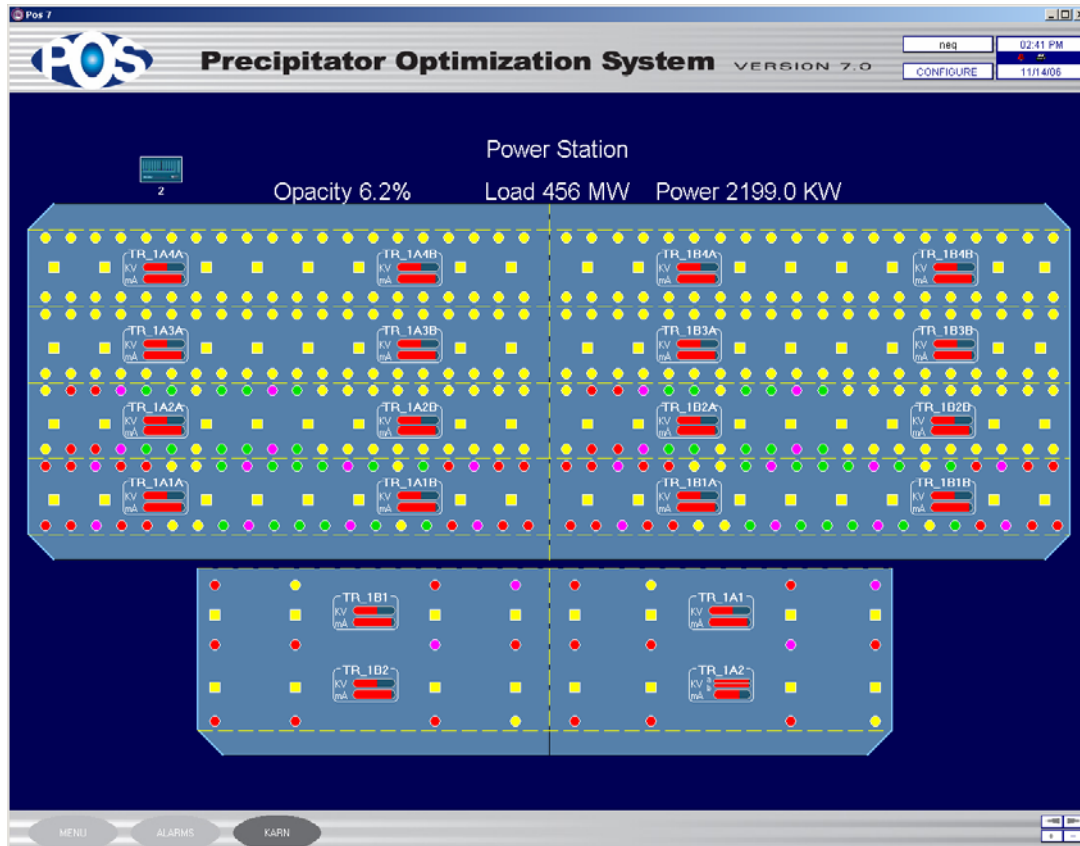 Pos 7
POS
Precipitator Optimization System VERSION 7.0
neq
02:41 PM
CONFIGURE
11/14/06
Power Station
2
Opacity 6.2% Load 456 MW Power 2199.0 KW
TR_1A4A TR_1A4B TR_1B4A TR_1B4B
KV KV KV KV
mA mA mA mA
TR_1A3A TR_1A3B TR_1B3A TR_1B3B
KV KV KV KV
mA mA mA mA
TR_1A2A TR_1A2B TR_1B2A TR_1B2B
KV KV KV KV
mA mA mA mA
TR_1A1A TR_1A1B TR_1B1A TR_1B1B
KV KV KV KV
mA mA mA mA
TR_1B1 TR_1A1
KV KV
mA mA
TR_1B2 TR_1A2
KV KV a
b
mA mA
MENU ALARMS KARN
+ -